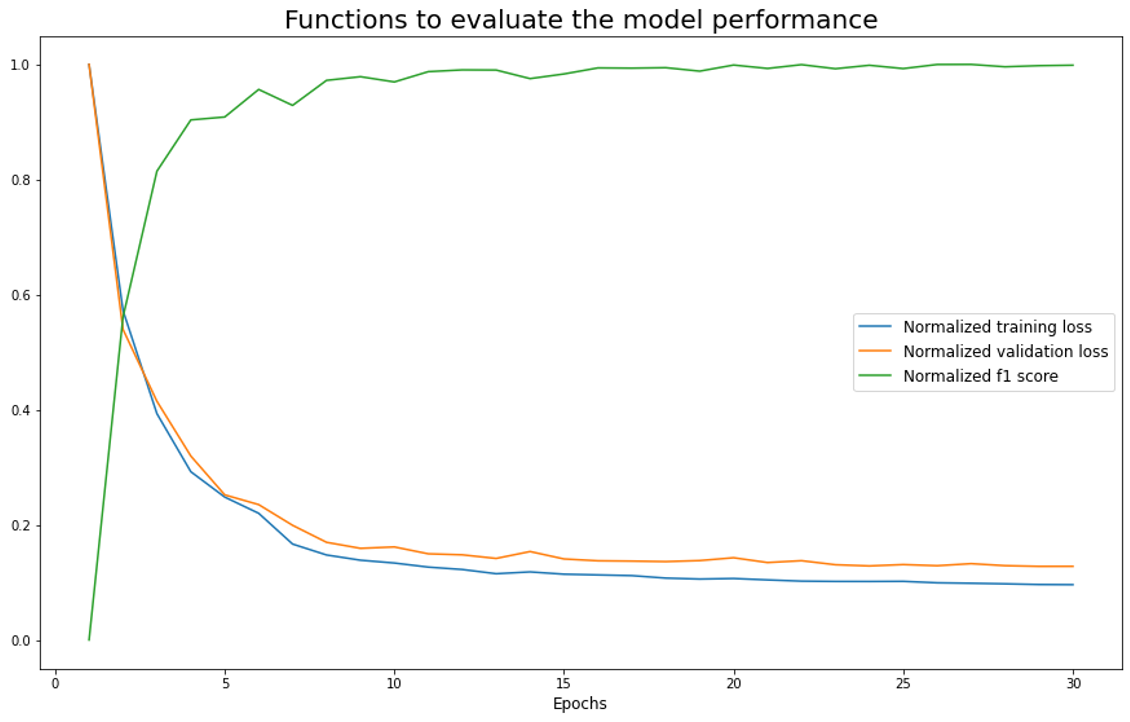 Functions to evaluate the model performance
1.0
0.8
0.6
0.4
0.2
0.0
Normalized training loss
Normalized validation loss
Normalized f1 score
0 5 10 15 20 25 30
Epochs